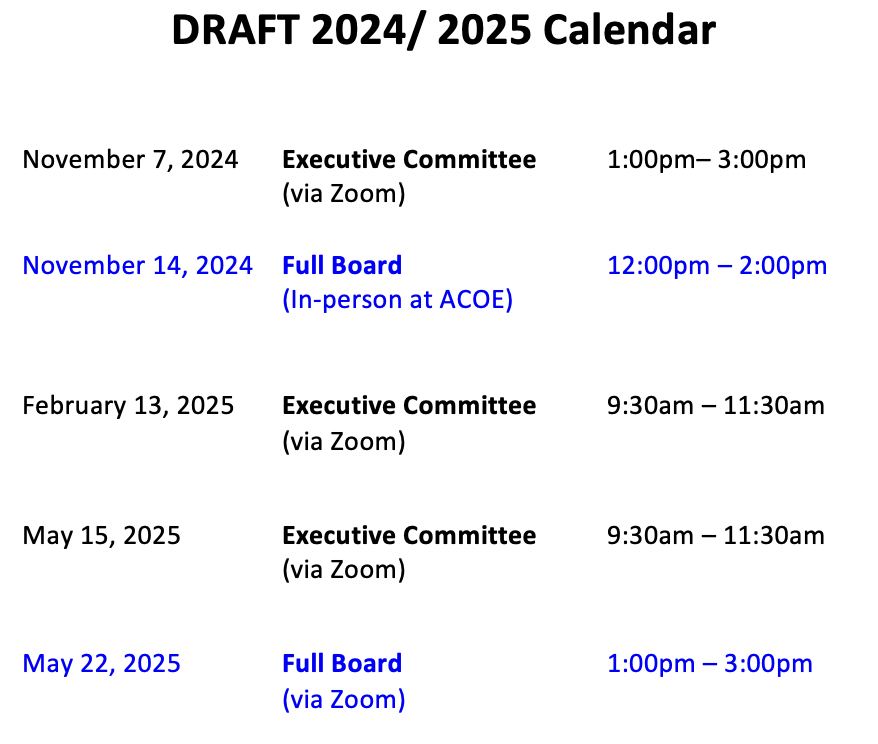 DRAFT 2024/ 2025 Calendar
November 7, 2024 Executive Committee 1:00pm– 3:00pm
(via Zoom)
November 14, 2024 Full Board 12:00pm – 2:00pm
(In-person at ACOE)
February 13, 2025 Executive Committee 9:30am – 11:30am
(via Zoom)
May 15, 2025 Executive Committee 9:30am – 11:30am
(via Zoom)
May 22, 2025 Full Board 1:00pm – 3:00pm
(via Zoom)